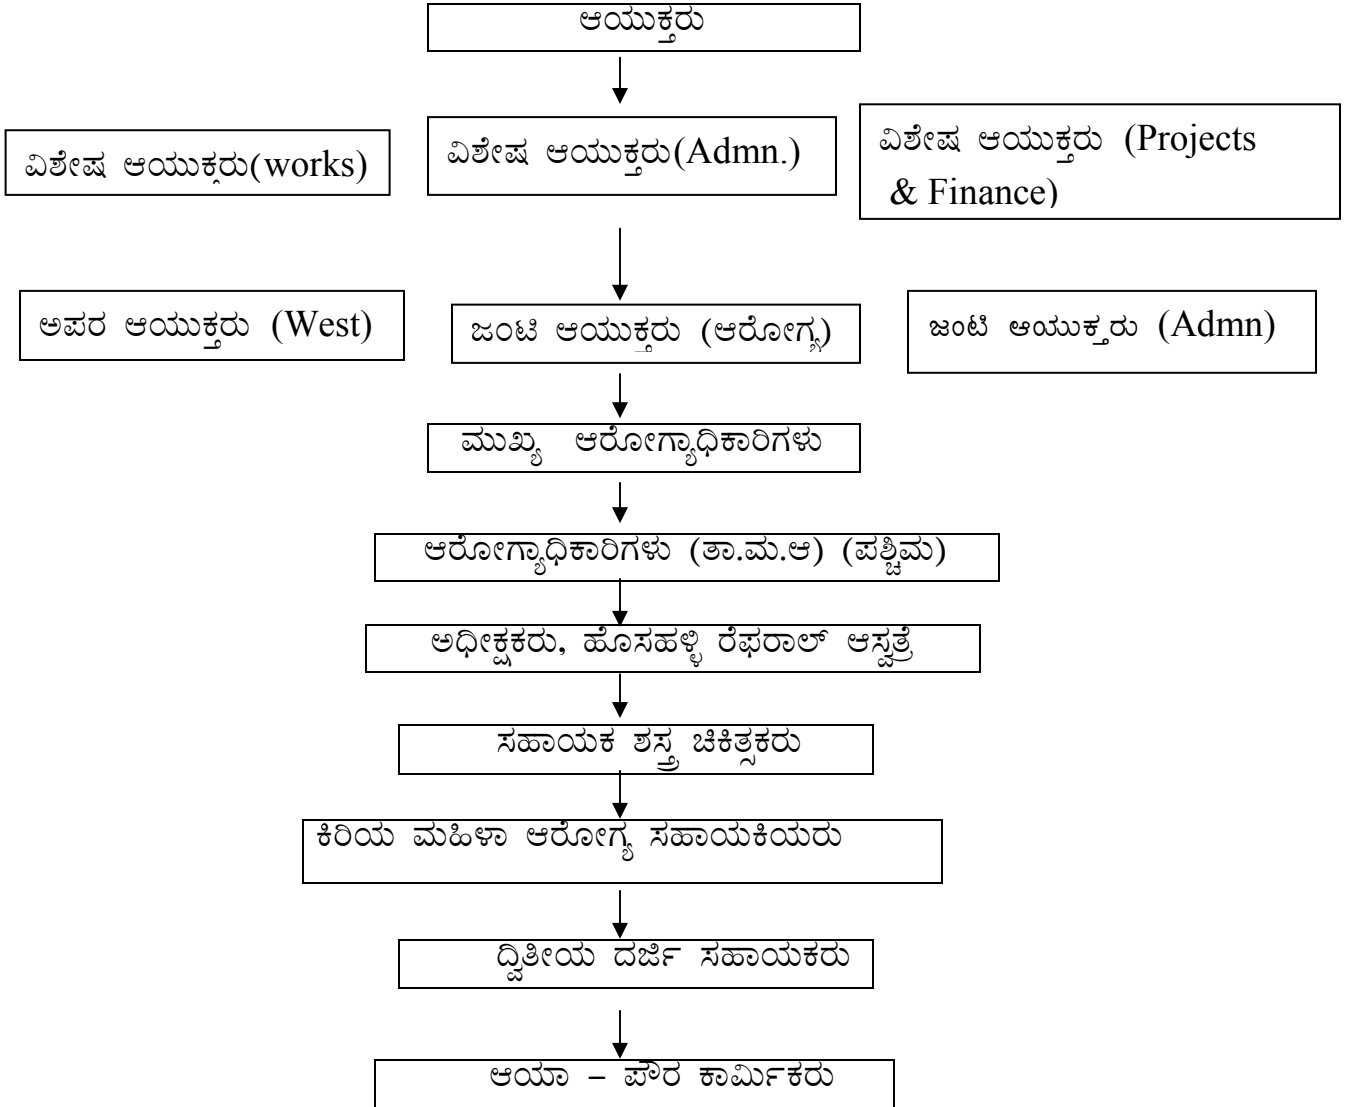 ಆಯುಕ್ತರು
ವಿಶೇಷ ಆಯುಕ್ತರು(works)
ವಿಶೇಷ ಆಯುಕ್ತರು(Admn.)
ವಿಶೇಷ ಆಯುಕ್ತರು (Projects
& Finance)
ಅಪರ ಆಯುಕ್ತರು (West)
ಜಂಟಿ ಆಯುಕ್ತರು (ಆರೋಗ್ಯ)
ಜಂಟಿ ಆಯುಕ್ತರು (Admn)
ಮುಖ್ಯ ಆರೋಗ್ಯಾಧಿಕಾರಿಗಳು
ಆರೋಗ್ಯಾಧಿಕಾರಿಗಳು (ತಾ.ಮ.ಆ) (ಪಶ್ಚಿಮ)
ಅಧೀಕ್ಷಕರು, ಹೊಸಹಳ್ಳಿ ರೆಫರಾಲ್ ಆಸ್ಪತ್ರೆ
ಸಹಾಯಕ ಶಸ್ತ್ರ ಚಿಕಿತ್ಸಕರು
ಕಿರಿಯ ಮಹಿಳಾ ಆರೋಗ್ಯ ಸಹಾಯಕಿಯರು
ದ್ವಿತೀಯ ದರ್ಜೆ ಸಹಾಯಕರು
ಆಯಾ – ಪೌರ ಕಾರ್ಮಿಕರು